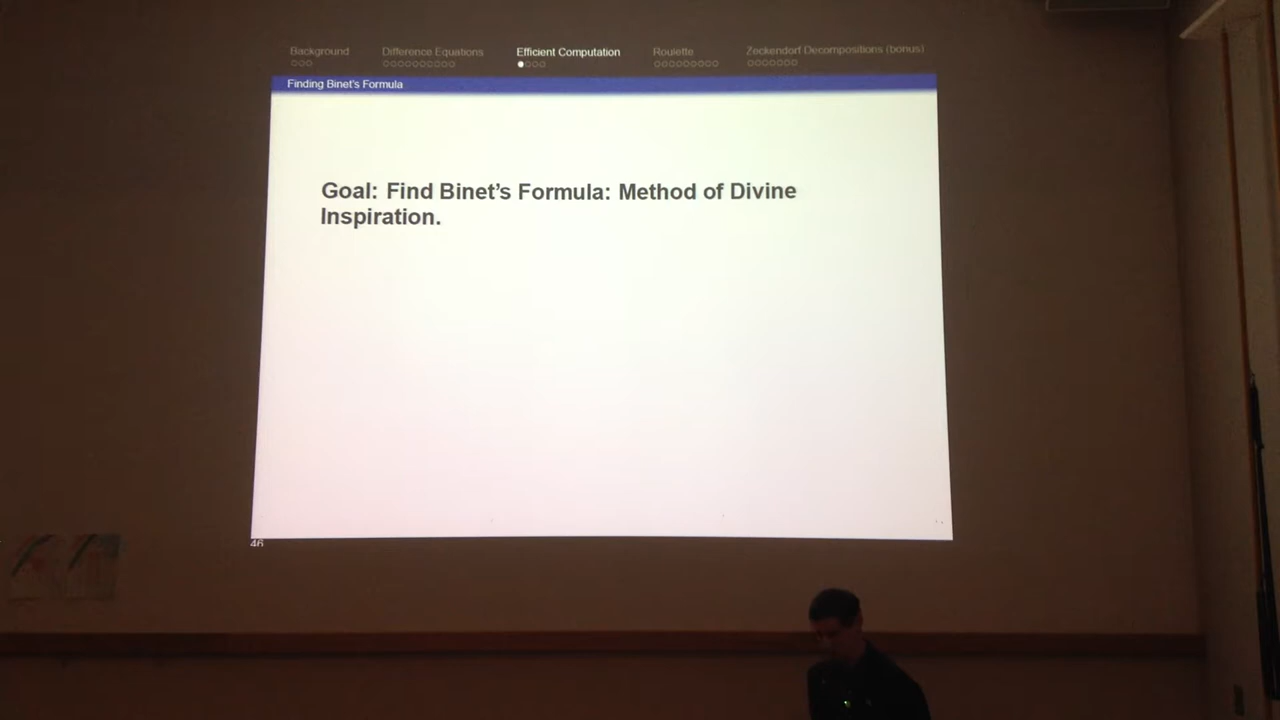 Background Difference Equations Efficient Computation Roulette Zeckendorf Decompositions (bonus)
Finding Binet's Formula
Goal: Find Binet's Formula: Method of Divine
Inspiration.
46